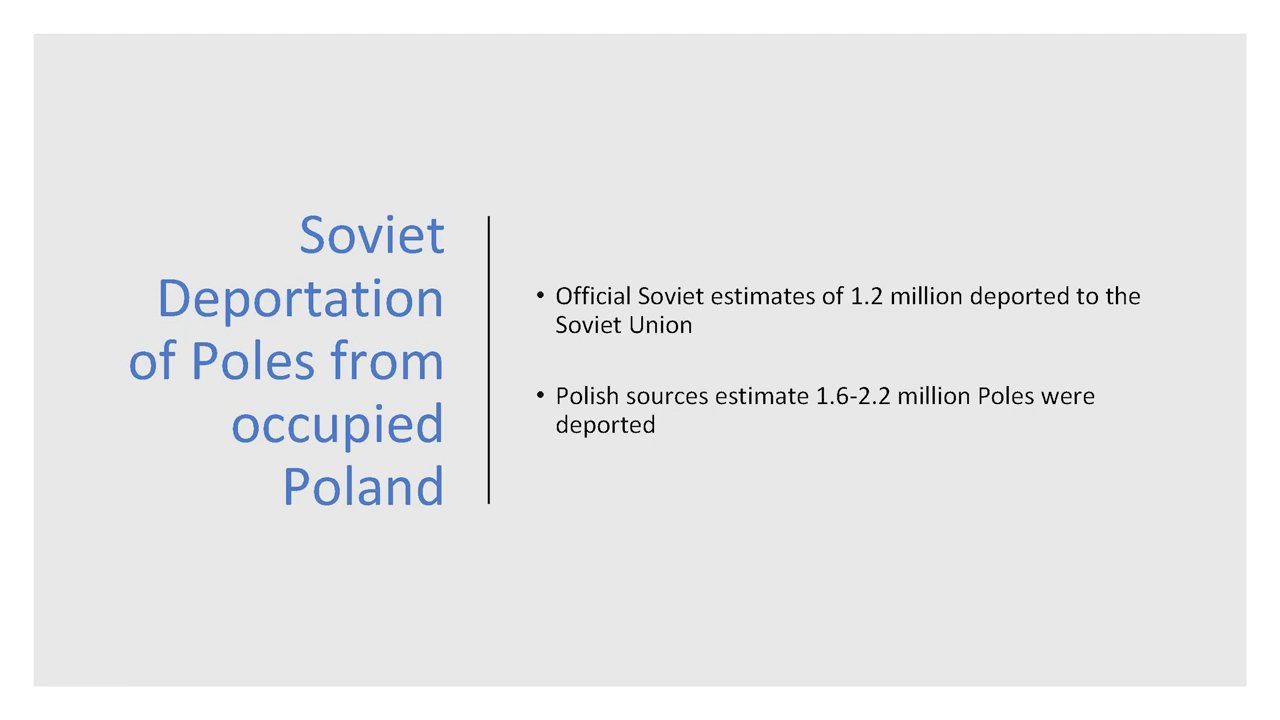 Soviet
Deportation
of Poles from
occupied
Poland
• Official Soviet estimates of 1.2 million deported to the
Soviet Union
• Polish sources estimate 1.6-2.2 million Poles were
deported